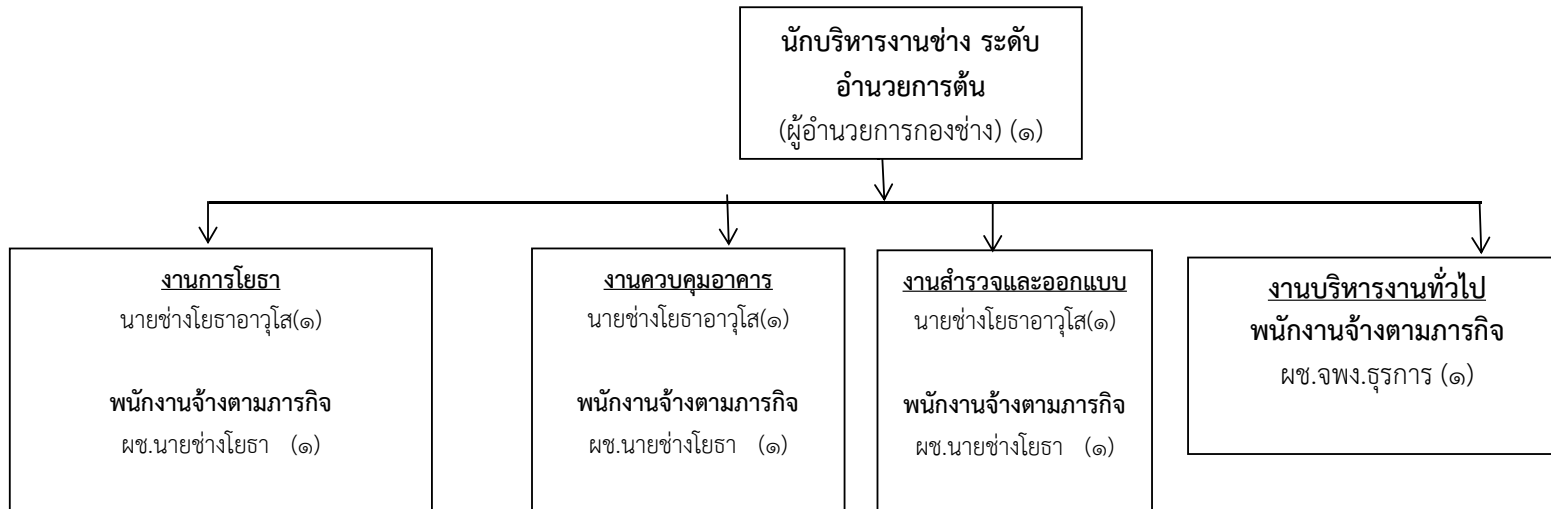 นักบริหารงานช่าง ระดับ
อำนวยการต้น
(ผู้อำนวยการกองช่าง) (๑)
งานการโยธา
นายช่างโยธาอาวุโส(๑)
พนักงานจ้างตามภารกิจ
ผช.นายช่างโยธา (๑)
งานควบคุมอาคาร
นายช่างโยธาอาวุโส(๑)
พนักงานจ้างตามภารกิจ
ผช.นายช่างโยธา (๑)
งานสำรวจและออกแบบ
นายช่างโยธาอาวุโส(๑)
พนักงานจ้างตามภารกิจ
ผช.นายช่างโยธา (๑)
งานบริหารงานทั่วไป
พนักงานจ้างตามภารกิจ
ผช.จพง.ธุรการ (๑)